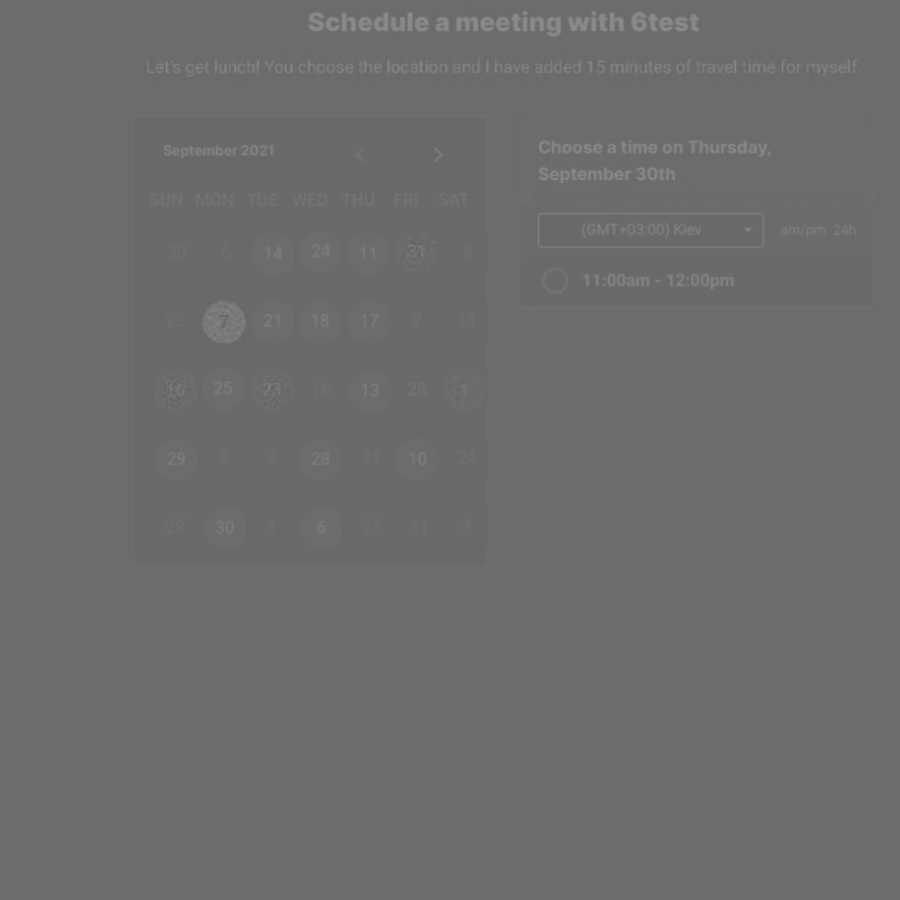 Schedule a meeting with 6test
Let's get lunch! You choose the location and I have added 15 minutes of travel time for myself.
September 2021
SUN MON TUE WED THU FRI SAT
30 6 14 24 11 31 6
23 7 21 18 17 7 11
16 25 23 16 13 28 1
29 3 7 28 31 10 24
29 30 1 6 27 31 3
Choose a time on Thursday,
September 30th
(GMT+03:00) Kiev am/pm 24h
11:00am - 12:00pm